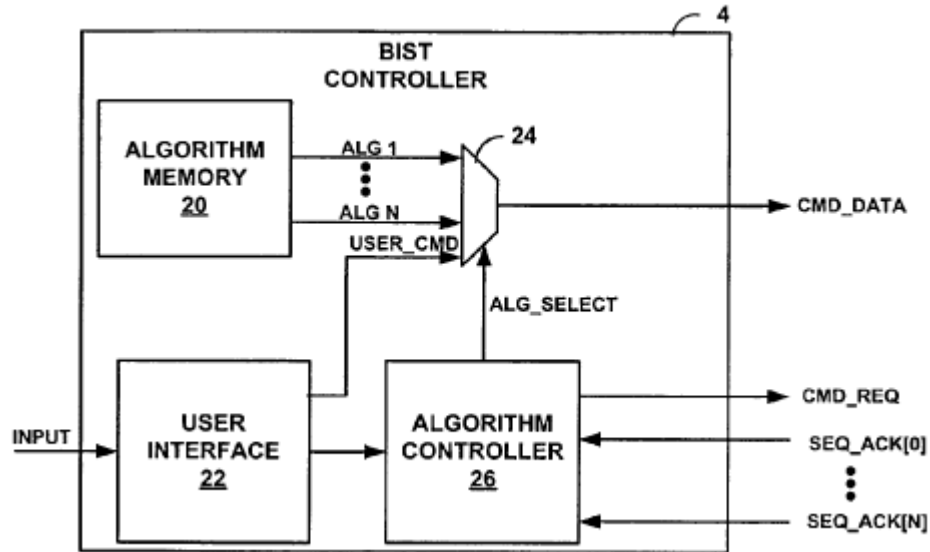 4
BIST
CONTROLLER
24
ALGORITHM
MEMORY
20
ALG 1
ALG N
USER_CMD
CMD_DATA
ALG_SELECT
INPUT
USER
INTERFACE
22
ALGORITHM
CONTROLLER
26
CMD_REQ
SEQ_ACK[0]
SEQ_ACK[N]